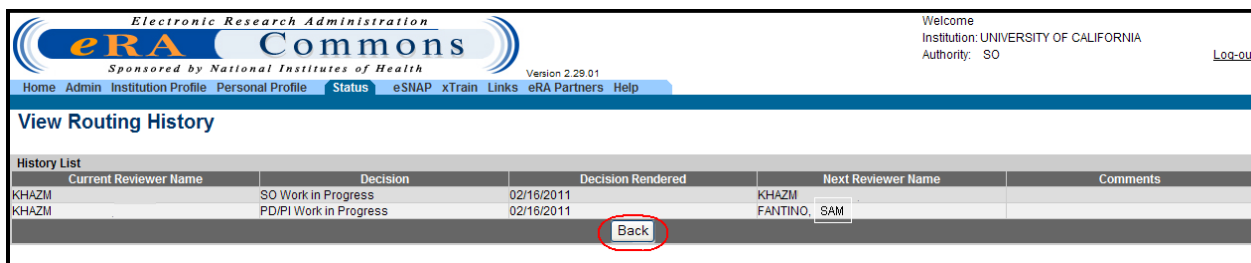 Electronic Research Administration
eRA Commons
Sponsored by National Institutes of Health
Version 2.29.01
Welcome
Institution: UNIVERSITY OF CALIFORNIA
Authority: SO
Log-ou
Home Admin Institution Profile Personal Profile Status eSNAP xTrain Links eRA Partners Help
View Routing History
History List
Current Reviewer Name Decision Decision Rendered Next Reviewer Name Comments
KHAZM SO Work in Progress 02/16/2011 KHAZM
KHAZM PD/PI Work in Progress 02/16/2011 FANTINO, SAM
Back